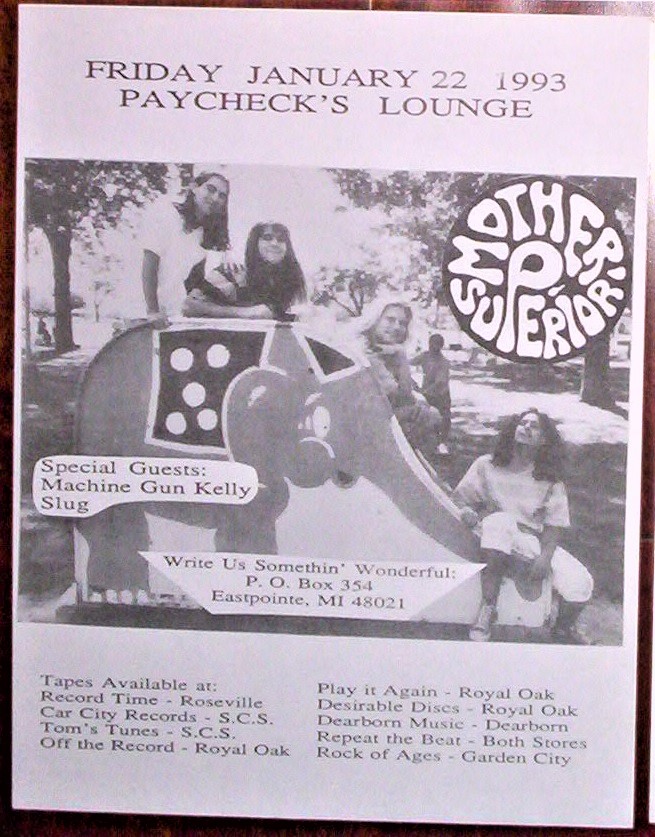 FRIDAY JANUARY 22 1993
PAYCHECK'S LOUNGE
MOTHER
SUPERIOR
P.
Special Guests:
Machine Gun Kelly
Slug
Write Us Somethin' Wonderful:
P. O. Box 354
Eastpointe, MI 48021
Tapes Available at:
Record Time - Roseville
Car City Records - S.C.S.
Tom's Tunes - S.C.S.
Off the Record - Royal Oak
Play it Again - Royal Oak
Desirable Discs - Royal Oak
Dearborn Music - Dearborn
Repeat the Beat - Both Stores
Rock of Ages - Garden City